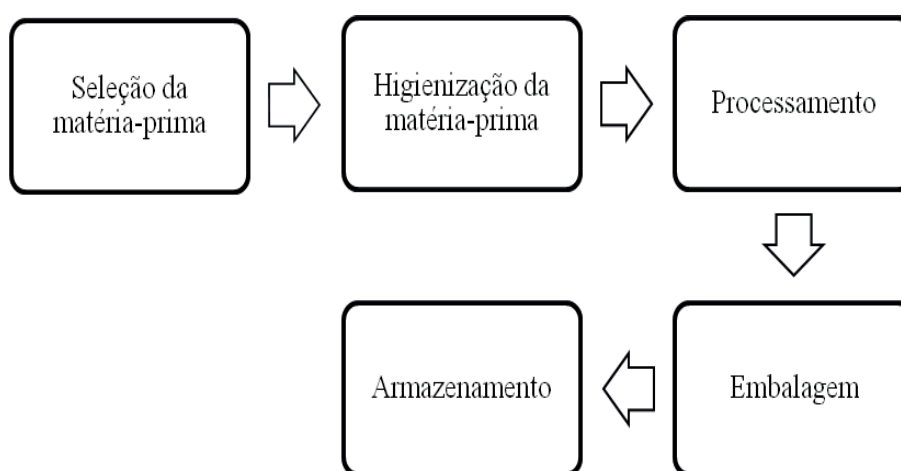 Seleção da
matéria-prima
Higienização da
matéria-prima
Processamento
Embalagem
Armazenamento